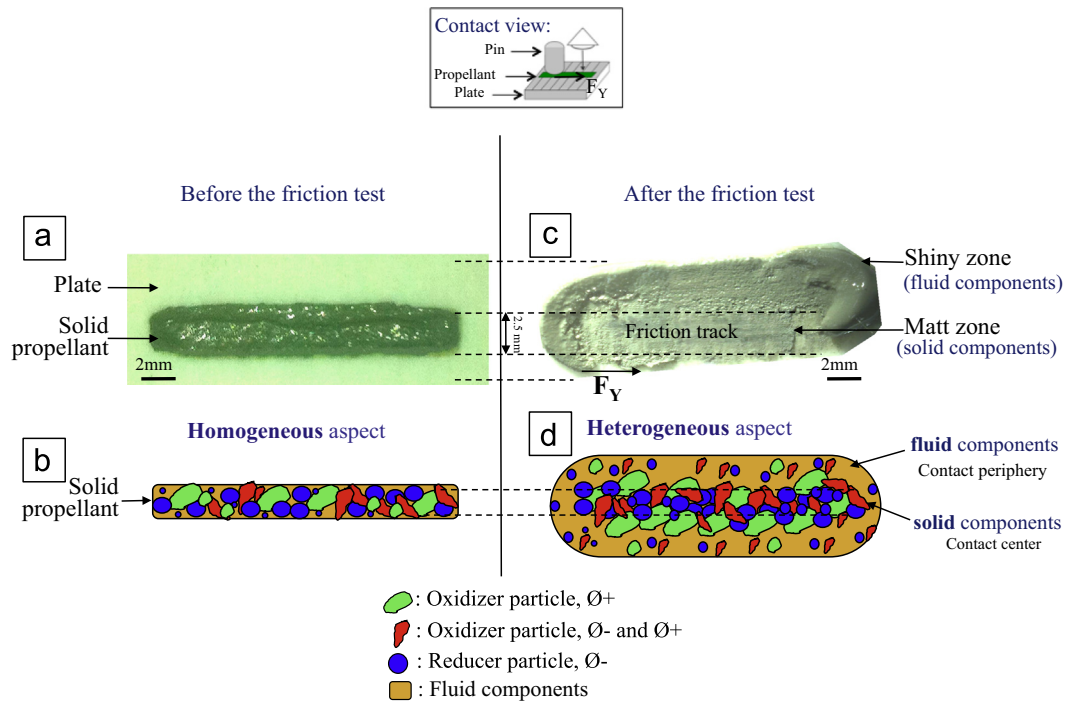 Contact view:
Pin
Propellant
Plate
F_Y
Before the friction test
After the friction test
a
Plate
Solid
propellant
2mm
2.5 mm
c
Shiny zone
(fluid components)
Friction track
Matt zone
(solid components)
2mm
F_Y
Homogeneous aspect
b
Solid
propellant
Heterogeneous aspect
d
fluid components
Contact periphery
solid components
Contact center
: Oxidizer particle, Ø+
: Oxidizer particle, Ø- and Ø+
: Reducer particle, Ø-
: Fluid components